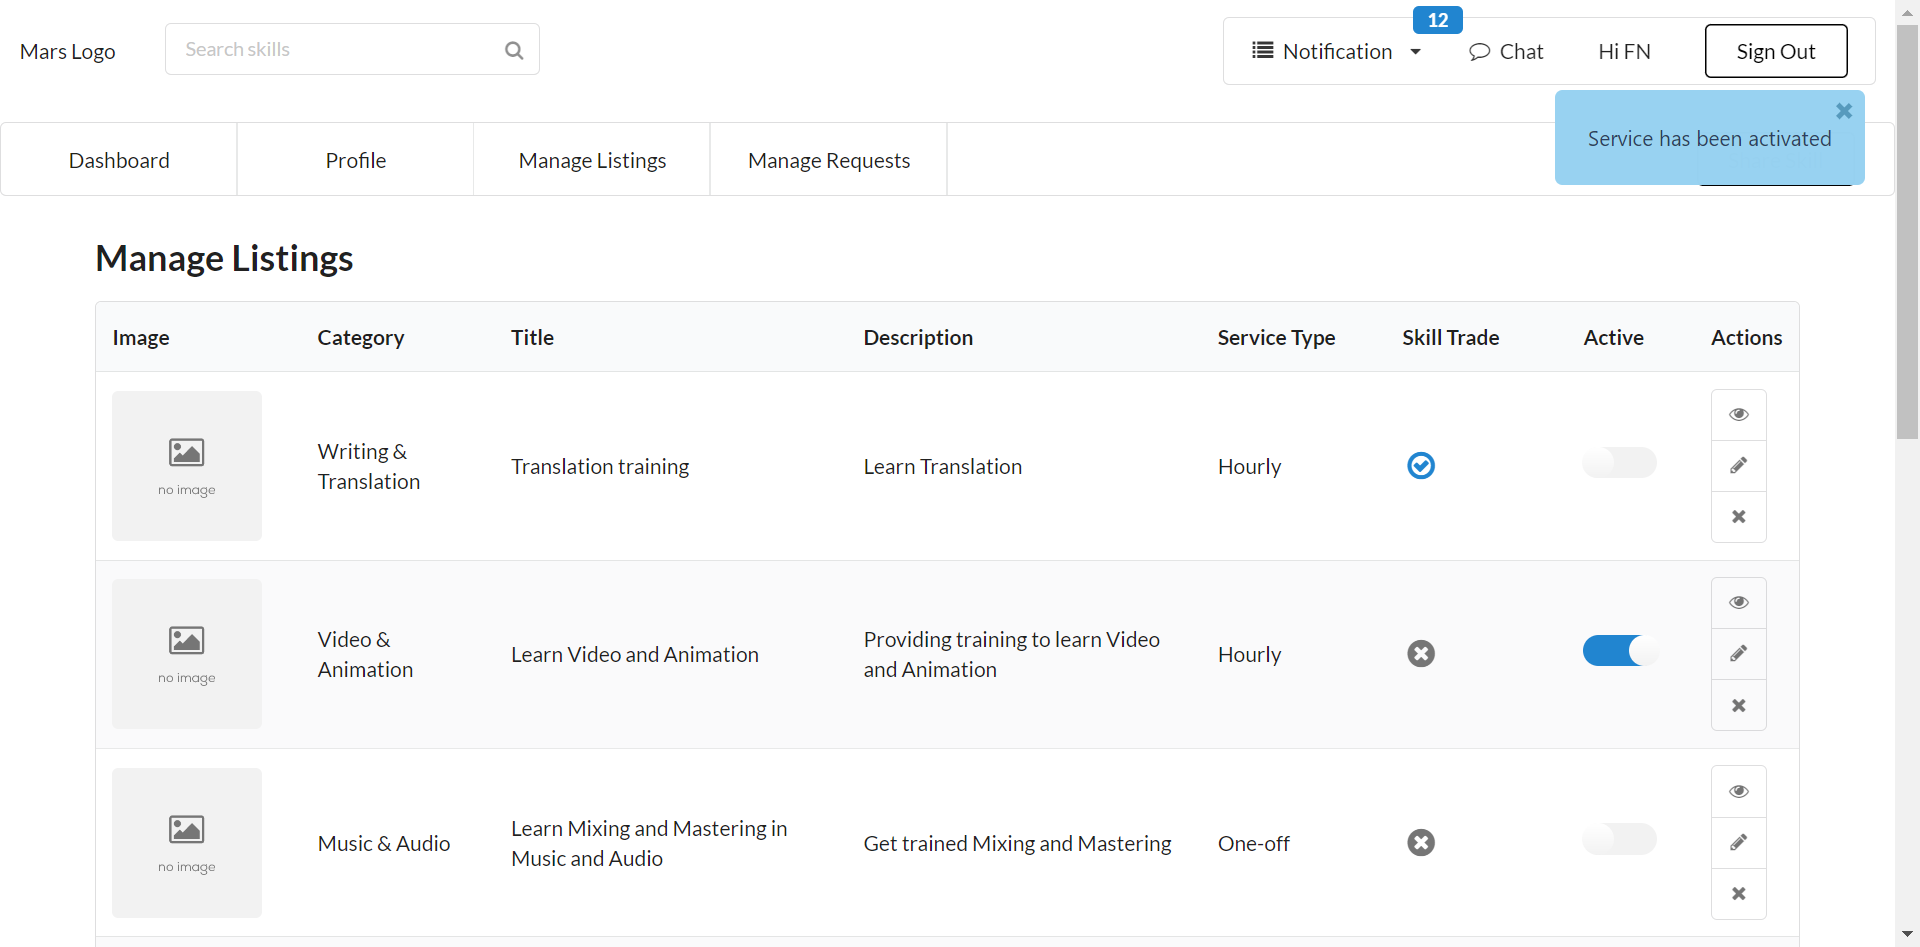 Mars Logo
Search skills
12
Notification
Chat
Hi FN
Sign Out
Service has been activated
Dashboard
Profile
Manage Listings
Manage Requests
Manage Listings
Image
Category
Title
Description
Service Type
Skill Trade
Active
Actions
no image
Writing &
Translation
Translation training
Learn Translation
Hourly
no image
Video &
Animation
Learn Video and Animation
Providing training to learn Video
and Animation
Hourly
no image
Music & Audio
Learn Mixing and Mastering in
Music and Audio
Get trained Mixing and Mastering
One-off